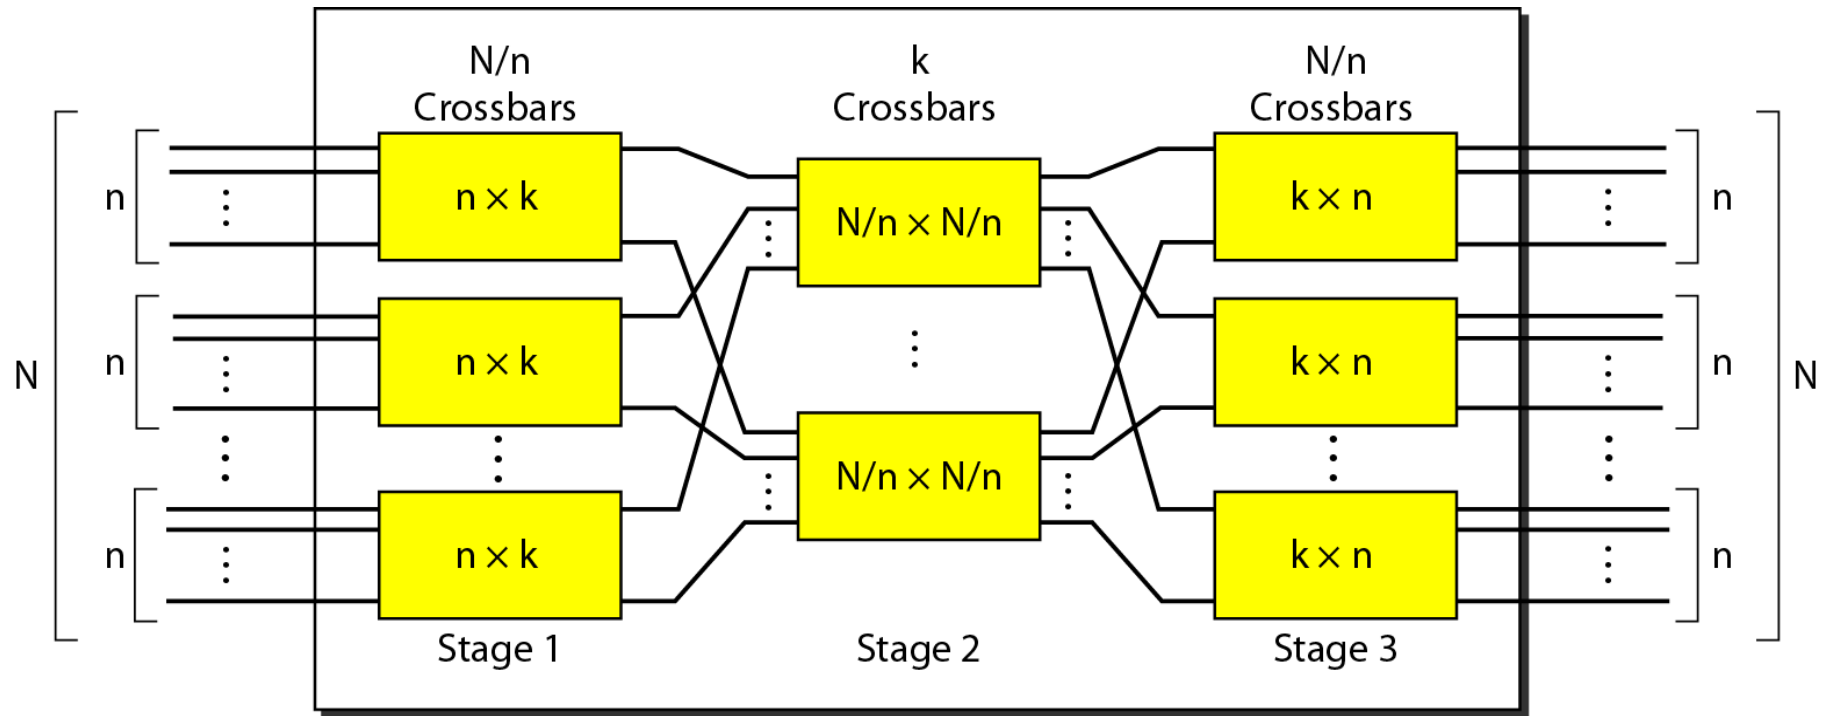 N/n
Crossbars
k
Crossbars
N/n
Crossbars
n
n × k
N/n × N/n
k × n
n
N
n
n × k
k × n
n
N
n
n × k
N/n × N/n
k × n
n
Stage 1
Stage 2
Stage 3